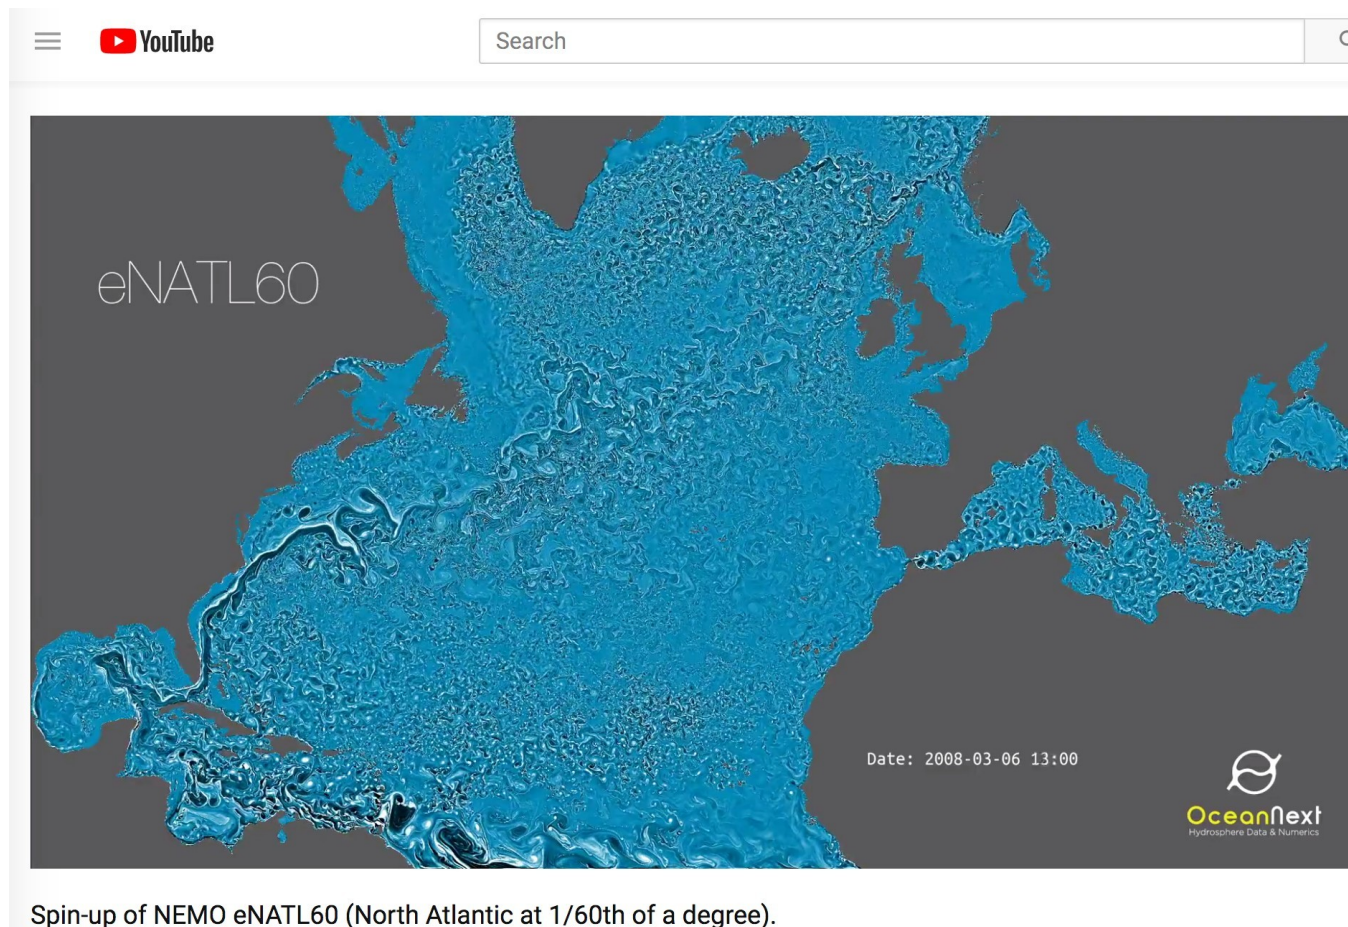 YouTube
Search
eNATL60
Date: 2008-03-06 13:00
OceanNext
Hydrosphere Data & Numerics
Spin-up of NEMO eNATL60 (North Atlantic at 1/60th of a degree).